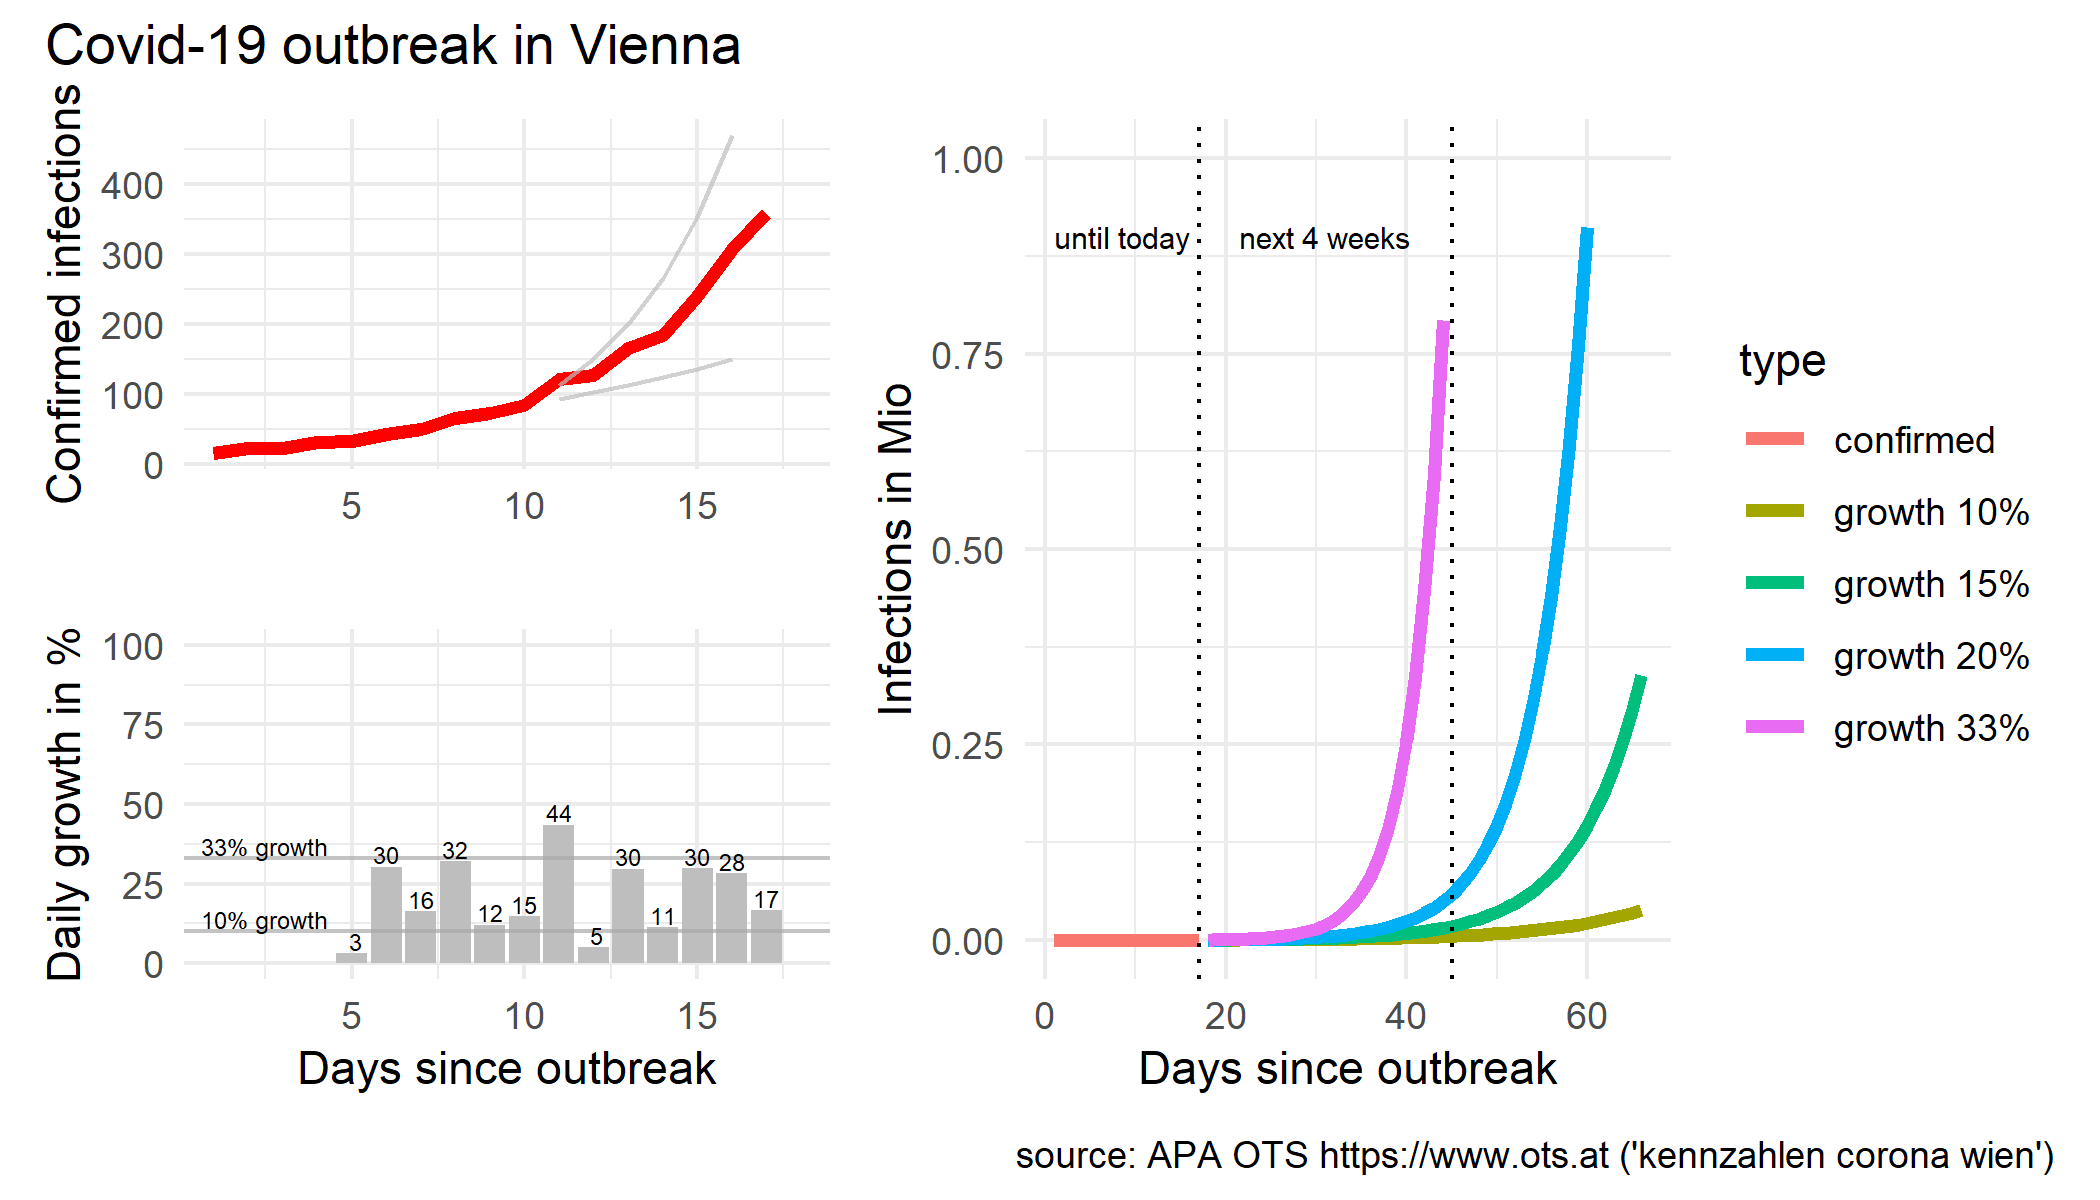 Covid-19 outbreak in Vienna
Confirmed infections
400
300
200
100
0
5 10 15
Daily growth in %
100
75
50
25
0
33% growth
10% growth
3 30 16 32 12 15 44 5 30 11 30 28 17
5 10 15
Days since outbreak
Infections in Mio
1.00
0.75
0.50
0.25
0.00
until today
next 4 weeks
0 20 40 60
Days since outbreak
type
confirmed
growth 10%
growth 15%
growth 20%
growth 33%
source: APA OTS https://www.ots.at ('kennzahlen corona wien')